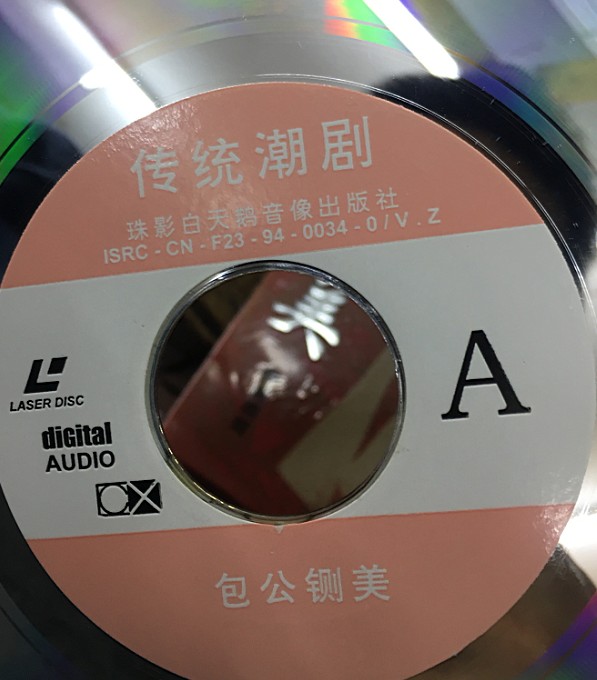 传统潮剧
珠影白天鹅音像出版社
ISRC - CN - F23 - 94 - 0034 - 0 / V . Z
A
LASER DISC
diGital
AUDIO
包公铡美
美